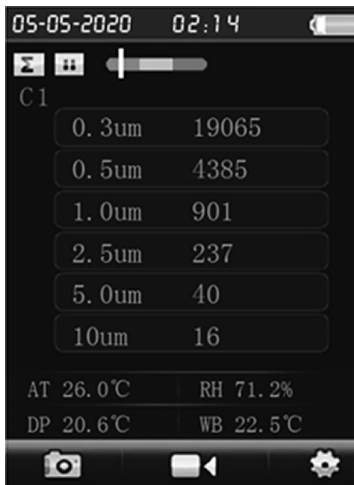 05-05-2020 02:14
Σ
C1
0.3um 19065
0.5um 4385
1.0um 901
2.5um 237
5.0um 40
10um 16
AT 26.0℃ RH 71.2%
DP 20.6℃ WB 22.5℃